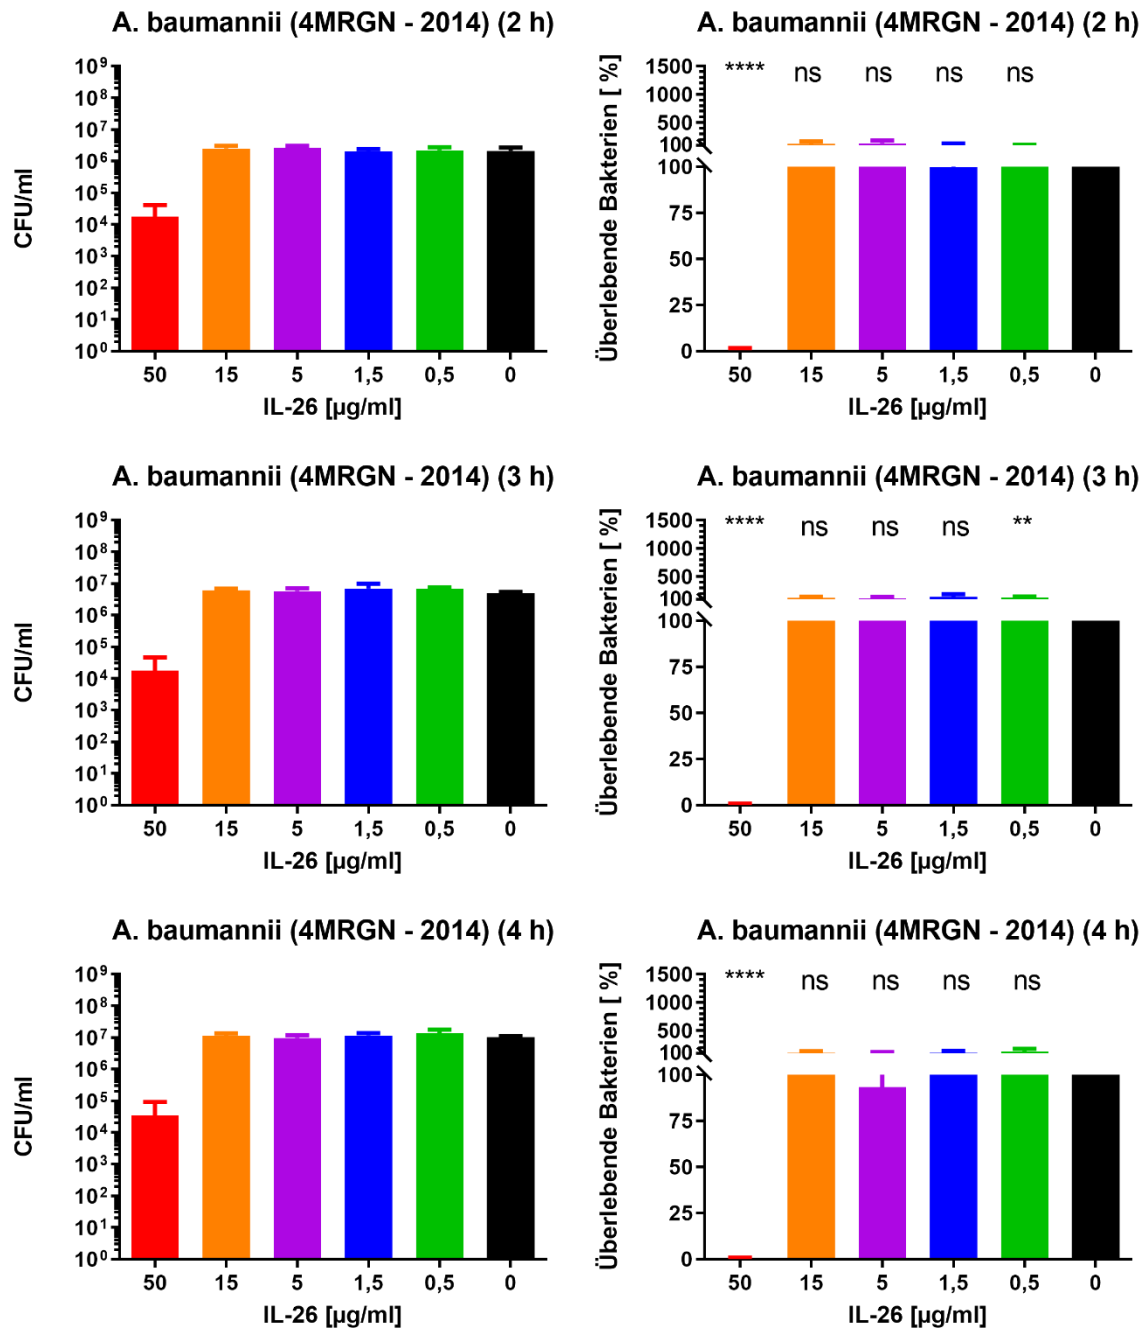 A. baumannii (4MRGN - 2014) (2 h)
CFU/ml
10⁹
10⁸
10⁷
10⁶
10⁵
10⁴
10³
10²
10¹
10⁰
50 15 5 1,5 0,5 0
IL-26 [µg/ml]
A. baumannii (4MRGN - 2014) (2 h)
Überlebende Bakterien [ %]
**** ns ns ns ns
1500
1000
500
100
100
75
50
25
0
50 15 5 1,5 0,5 0
IL-26 [µg/ml]
A. baumannii (4MRGN - 2014) (3 h)
CFU/ml
10⁹
10⁸
10⁷
10⁶
10⁵
10⁴
10³
10²
10¹
10⁰
50 15 5 1,5 0,5 0
IL-26 [µg/ml]
A. baumannii (4MRGN - 2014) (3 h)
Überlebende Bakterien [ %]
**** ns ns ns **
1500
1000
500
100
100
75
50
25
0
50 15 5 1,5 0,5 0
IL-26 [µg/ml]
A. baumannii (4MRGN - 2014) (4 h)
CFU/ml
10⁹
10⁸
10⁷
10⁶
10⁵
10⁴
10³
10²
10¹
10⁰
50 15 5 1,5 0,5 0
IL-26 [µg/ml]
A. baumannii (4MRGN - 2014) (4 h)
Überlebende Bakterien [ %]
**** ns ns ns ns
1500
1000
500
100
100
75
50
25
0
50 15 5 1,5 0,5 0
IL-26 [µg/ml]